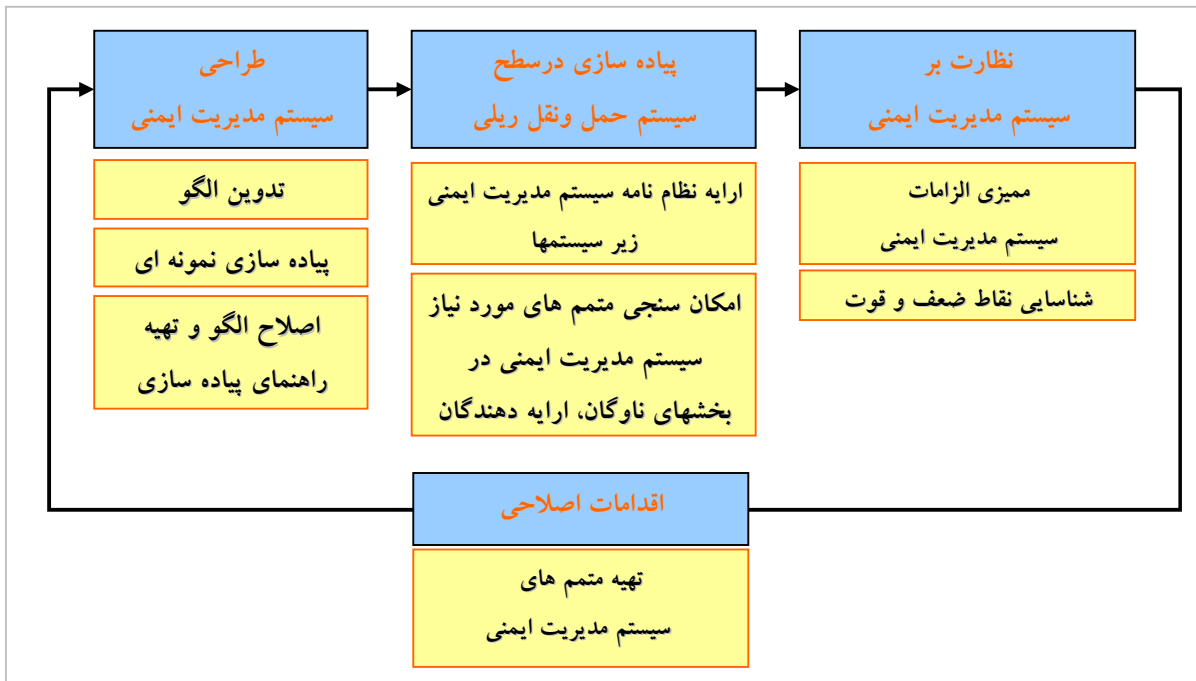 طراحی
سیستم مدیریت ایمنی
تدوین الگو
پیاده سازی نمونه ای
اصلاح الگو و تهیه
راهنمای پیاده سازی
پیاده سازی درسطح
سیستم حمل ونقل ریلی
ارایه نظام نامه سیستم مدیریت ایمنی
زیر سیستمها
امکان سنجی متمم های مورد نیاز
سیستم مدیریت ایمنی در
بخشهای ناوگان، ارایه دهندگان
نظارت بر
سیستم مدیریت ایمنی
ممیزی الزامات
سیستم مدیریت ایمنی
شناسایی نقاط ضعف و قوت
اقدامات اصلاحی
تهیه متمم های
سیستم مدیریت ایمنی